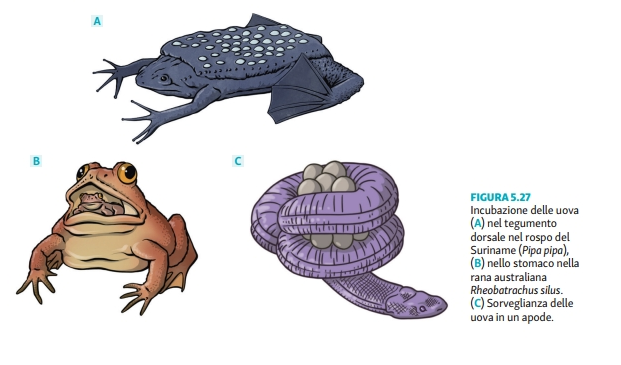 A
B
C
FIGURA 5.27
Incubazione delle uova
(A) nel tegumento
dorsale nel rospo del
Suriname (Pipa pipa),
(B) nello stomaco nella
rana australiana
Rheobatrachus silus.
(C) Sorveglianza delle
uova in un apode.